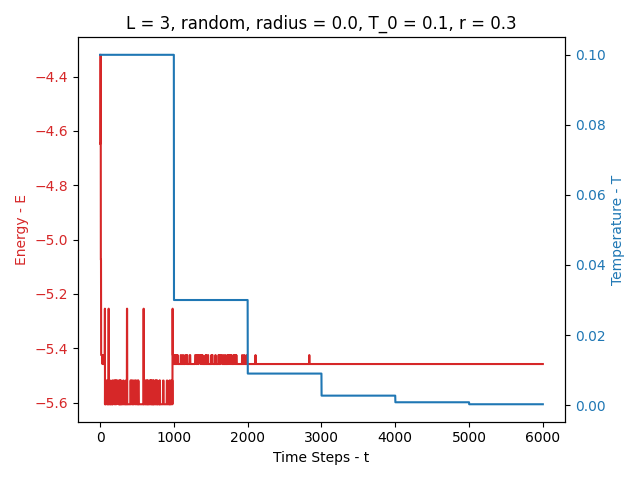 L = 3, random, radius = 0.0, T_0 = 0.1, r = 0.3
Energy - E
−4.4
−4.6
−4.8
−5.0
−5.2
−5.4
−5.6
0.10
0.08
0.06
0.04
0.02
0.00
Temperature - T
0 1000 2000 3000 4000 5000 6000
Time Steps - t